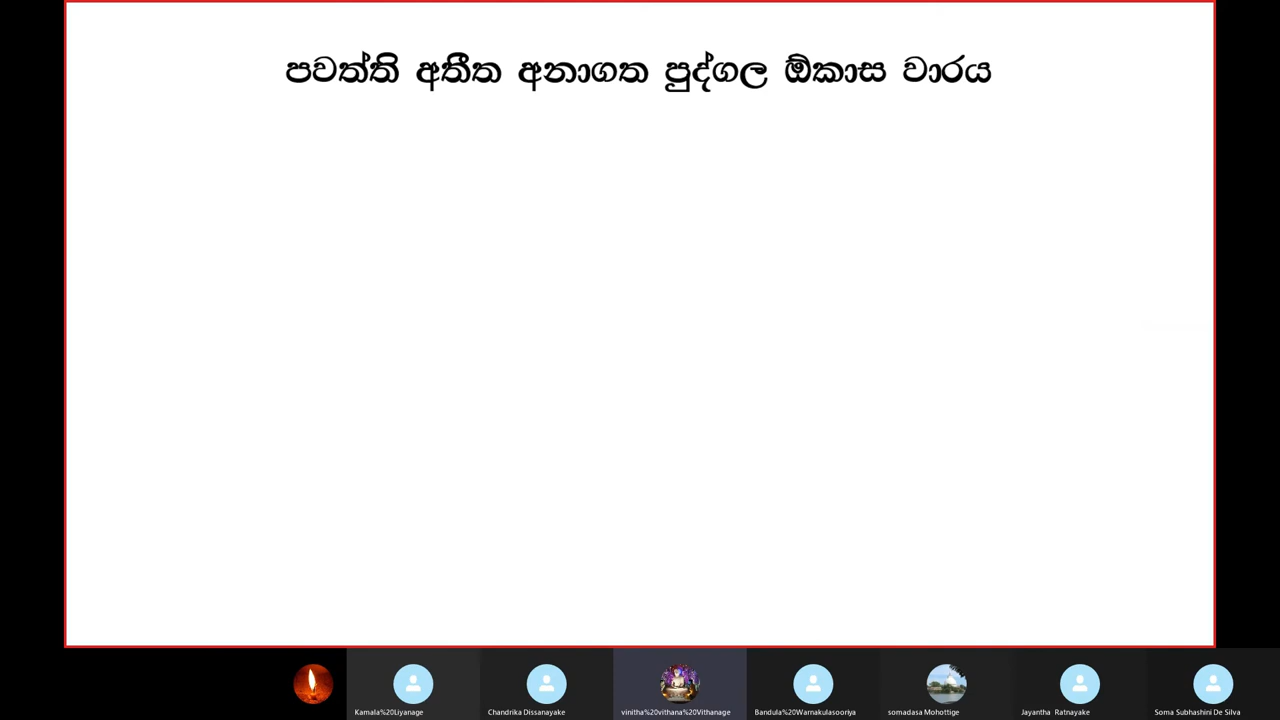 පවත්ති අතීත අනාගත පුද්ගල ඕකාස වාරය
Kamala%20Liyanage
Chandrika Dissanayake
vinitha%20vithana%20Vithanage
Bandula%20Warnakulasooriya
somadasa Mohottige
Jayantha Ratnayake
Soma Subhashini De Silva